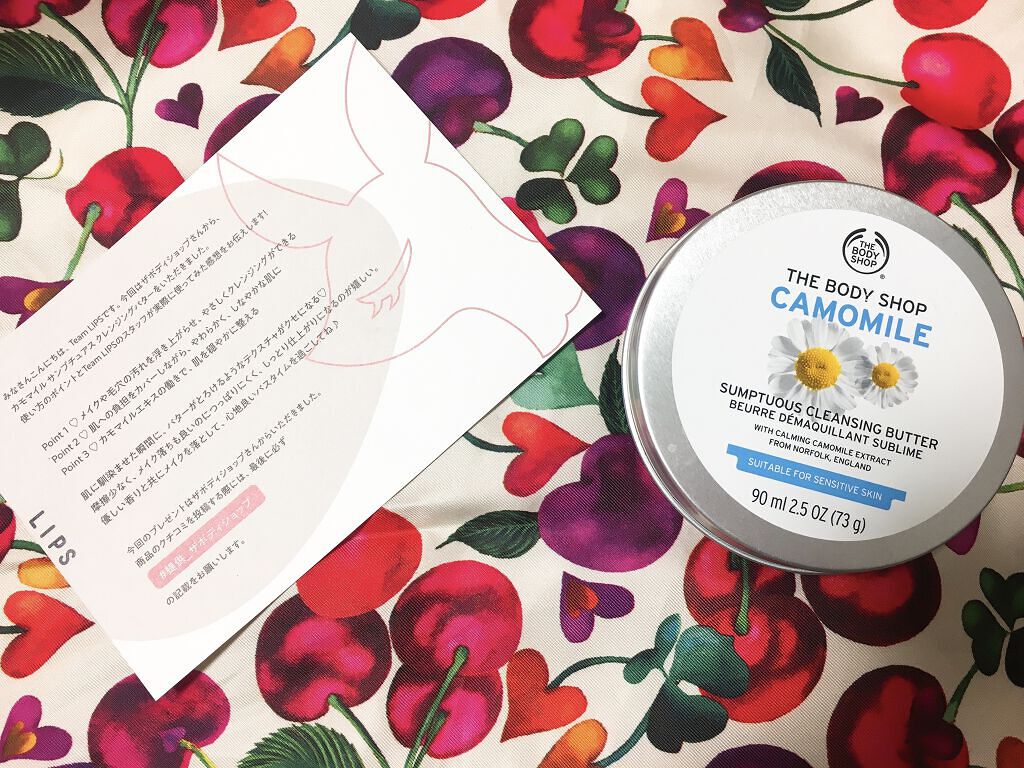 みなさんこんにちは、Team LIPSです。今回はザボディショップさんから、
カモマイル サンプチュアス クレンジングバターをいただきました。
使い方のポイントとTeam LIPSのスタッフが実際に使ってみた感想をお伝えします!
Point 1 ♡ メイクや毛穴の汚れを浮き上がらせ、やさしくクレンジングができる
Point 2 ♡ 肌への負担をカバーしながら、やわらかく、しなやかな肌に
Point 3 ♡ カモマイルエキスの働きで、肌を穏やかに整える
肌に馴染ませた瞬間に、バターがとろけるようなテクスチャがクセになる♡
摩擦少なく、メイク落ちも良いのにつっぱりにくく、しっとり仕上がりになるのが嬉しい。
優しい香りと共にメイクを落として、心地良いバスタイムを過ごしてね♪
今回のプレゼントはザボディショップさんからいただきました。
商品のクチコミを投稿する際には、最後に必ず
#提供_ザボディショップ
の記載をお願いします。
LIPS
THE
BODY
SHOP
®
THE BODY SHOP
CAMOMILE
SUMPTUOUS CLEANSING BUTTER
BEURRE DÉMAQUILLANT SUBLIME
WITH CALMING CAMOMILE EXTRACT
FROM NORFOLK, ENGLAND
SUITABLE FOR SENSITIVE SKIN
90 ml 2.5 OZ (73 g)